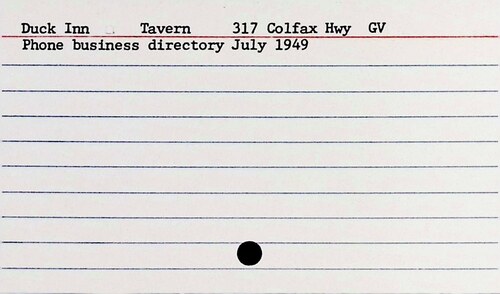 Duck Inn Tavern 317 Colfax Hwy GV
Phone business directory July 1949